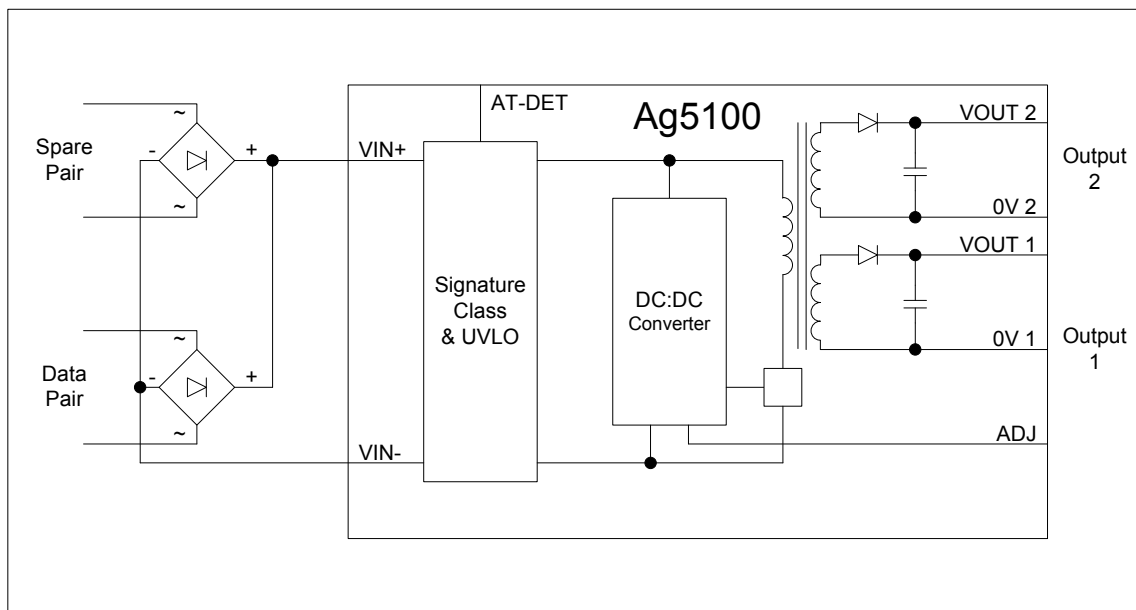 AT-DET
Ag5100
~
Spare
Pair
-
+
~
VIN+
VOUT 2
Output
2
0V 2
VOUT 1
Signature
Class
& UVLO
DC:DC
Converter
0V 1
Output
1
~
Data
Pair
-
+
~
ADJ
VIN-